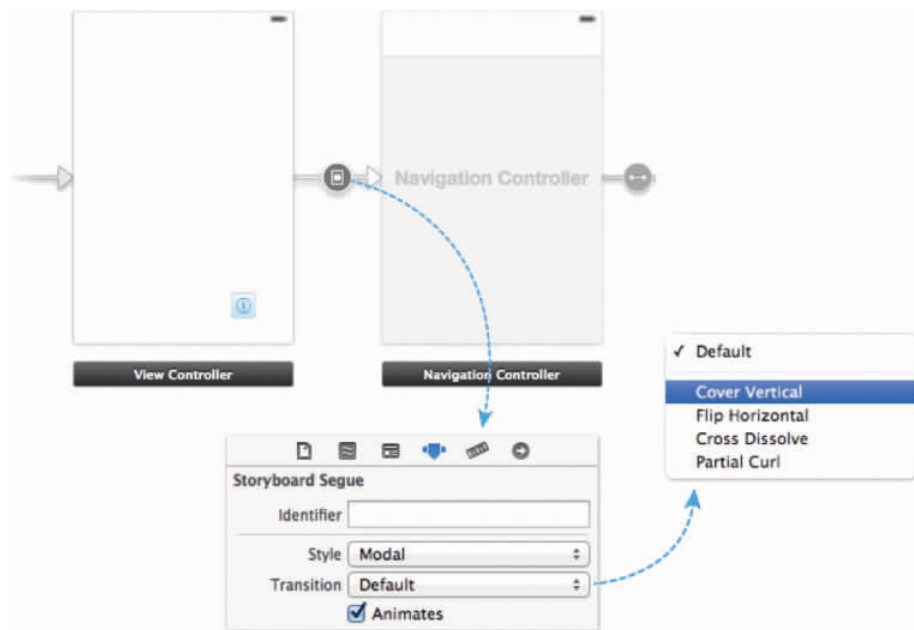 Navigation Controller
View Controller
Navigation Controller
Default
Cover Vertical
Flip Horizontal
Cross Dissolve
Partial Curl
Storyboard Segue
Identifier
Style Modal
Transition Default
Animates